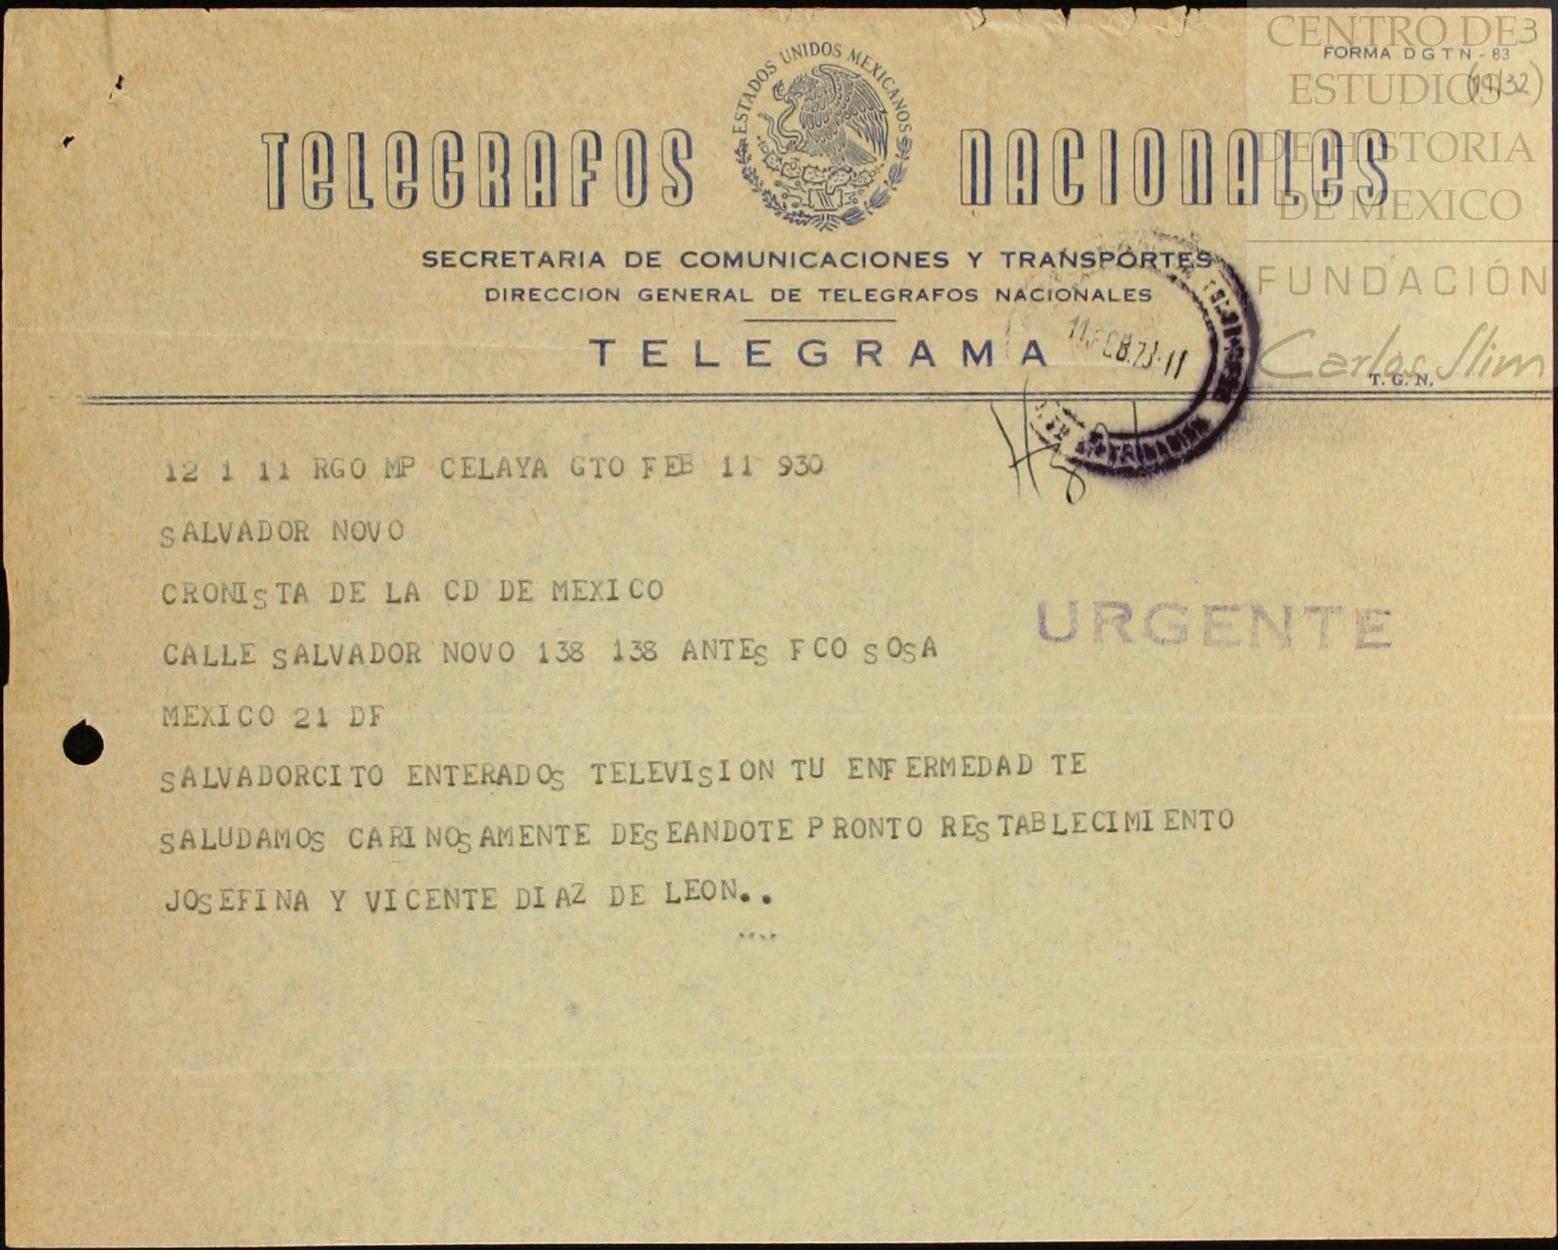 CENTRO DE
ESTUDIOS
DE HISTORIA
DE MEXICO
FUNDACIÓN
Carlos Slim
3
FORMA D G T N - 83
ESTADOS UNIDOS MEXICANOS
TELEGRAFOS NACIONALES
SECRETARIA DE COMUNICACIONES Y TRANSPORTES
DIRECCION GENERAL DE TELEGRAFOS NACIONALES
TELEGRAMA
T. G. N.
12 1 11 RGO MP CELAYA GTO FEB 11 930
SALVADOR NOVO
CRONISTA DE LA CD DE MEXICO
URGENTE
CALLE SALVADOR NOVO 138 138 ANTES FCO SOSA
MEXICO 21 DF
SALVADORCITO ENTERADOS TELEVISION TU ENFERMEDAD TE
SALUDAMOS CARINOSAMENTE DESEANDOTE PRONTO RESTABLECIMIENTO
JOSEFINA Y VICENTE DIAZ DE LEON..